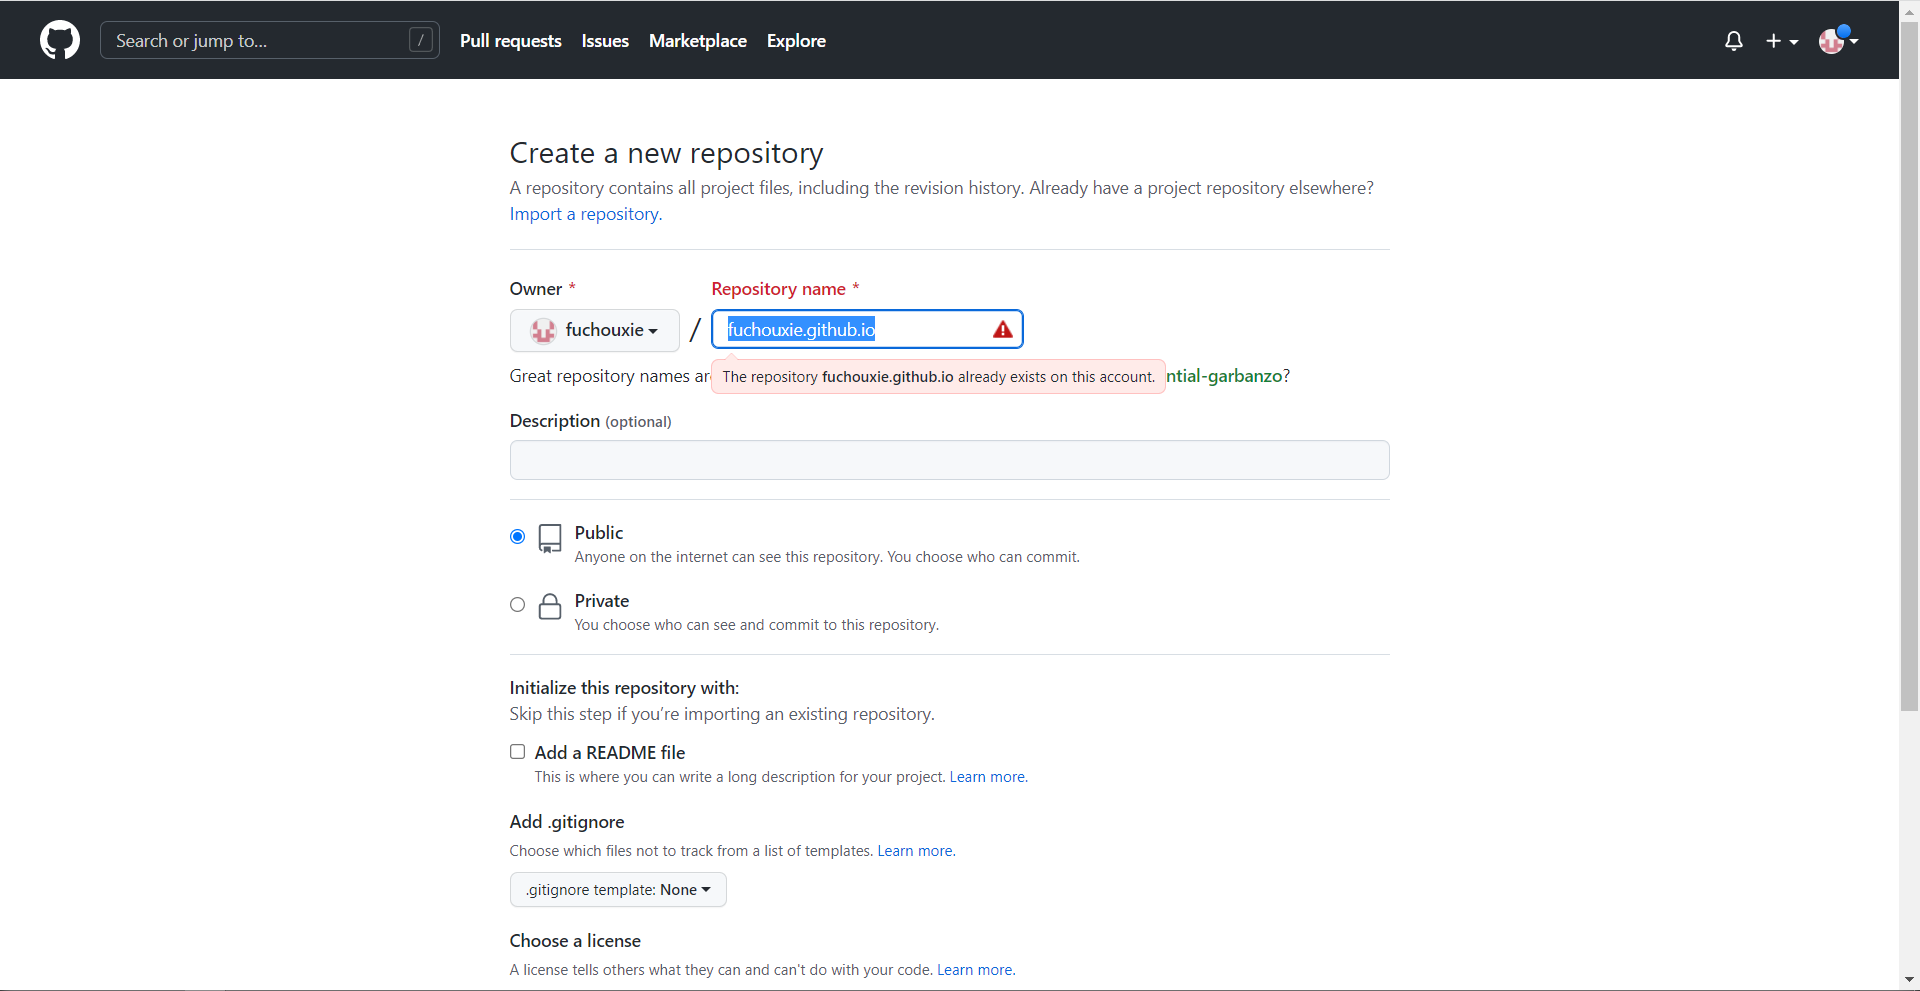 Search or jump to... /
Pull requests Issues Marketplace Explore
Create a new repository
A repository contains all project files, including the revision history. Already have a project repository elsewhere?
Import a repository.
Owner * Repository name *
fuchouxie / fuchouxie.github.io
Great repository names ar
The repository fuchouxie.github.io already exists on this account.
ntial-garbanzo?
Description (optional)
Public
Anyone on the internet can see this repository. You choose who can commit.
Private
You choose who can see and commit to this repository.
Initialize this repository with:
Skip this step if you’re importing an existing repository.
Add a README file
This is where you can write a long description for your project. Learn more.
Add .gitignore
Choose which files not to track from a list of templates. Learn more.
.gitignore template: None
Choose a license
A license tells others what they can and can't do with your code. Learn more.